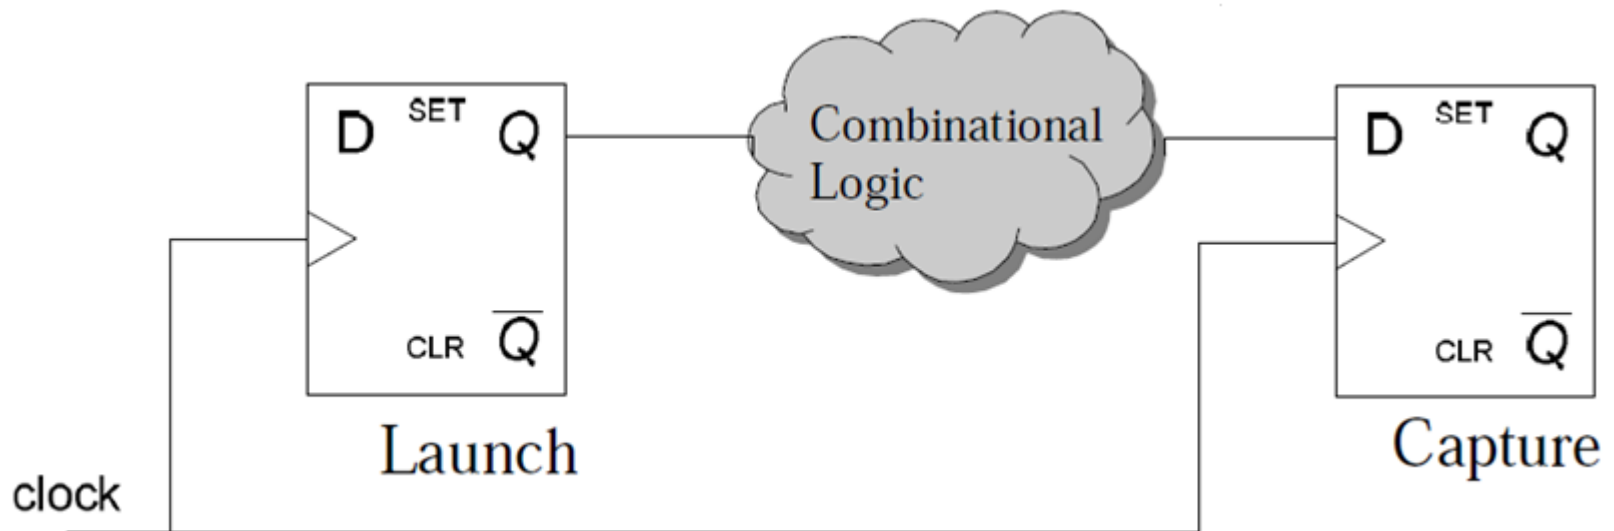 D SET Q
CLR Q̅
Launch
clock
Combinational
Logic
D SET Q
CLR Q̅
Capture